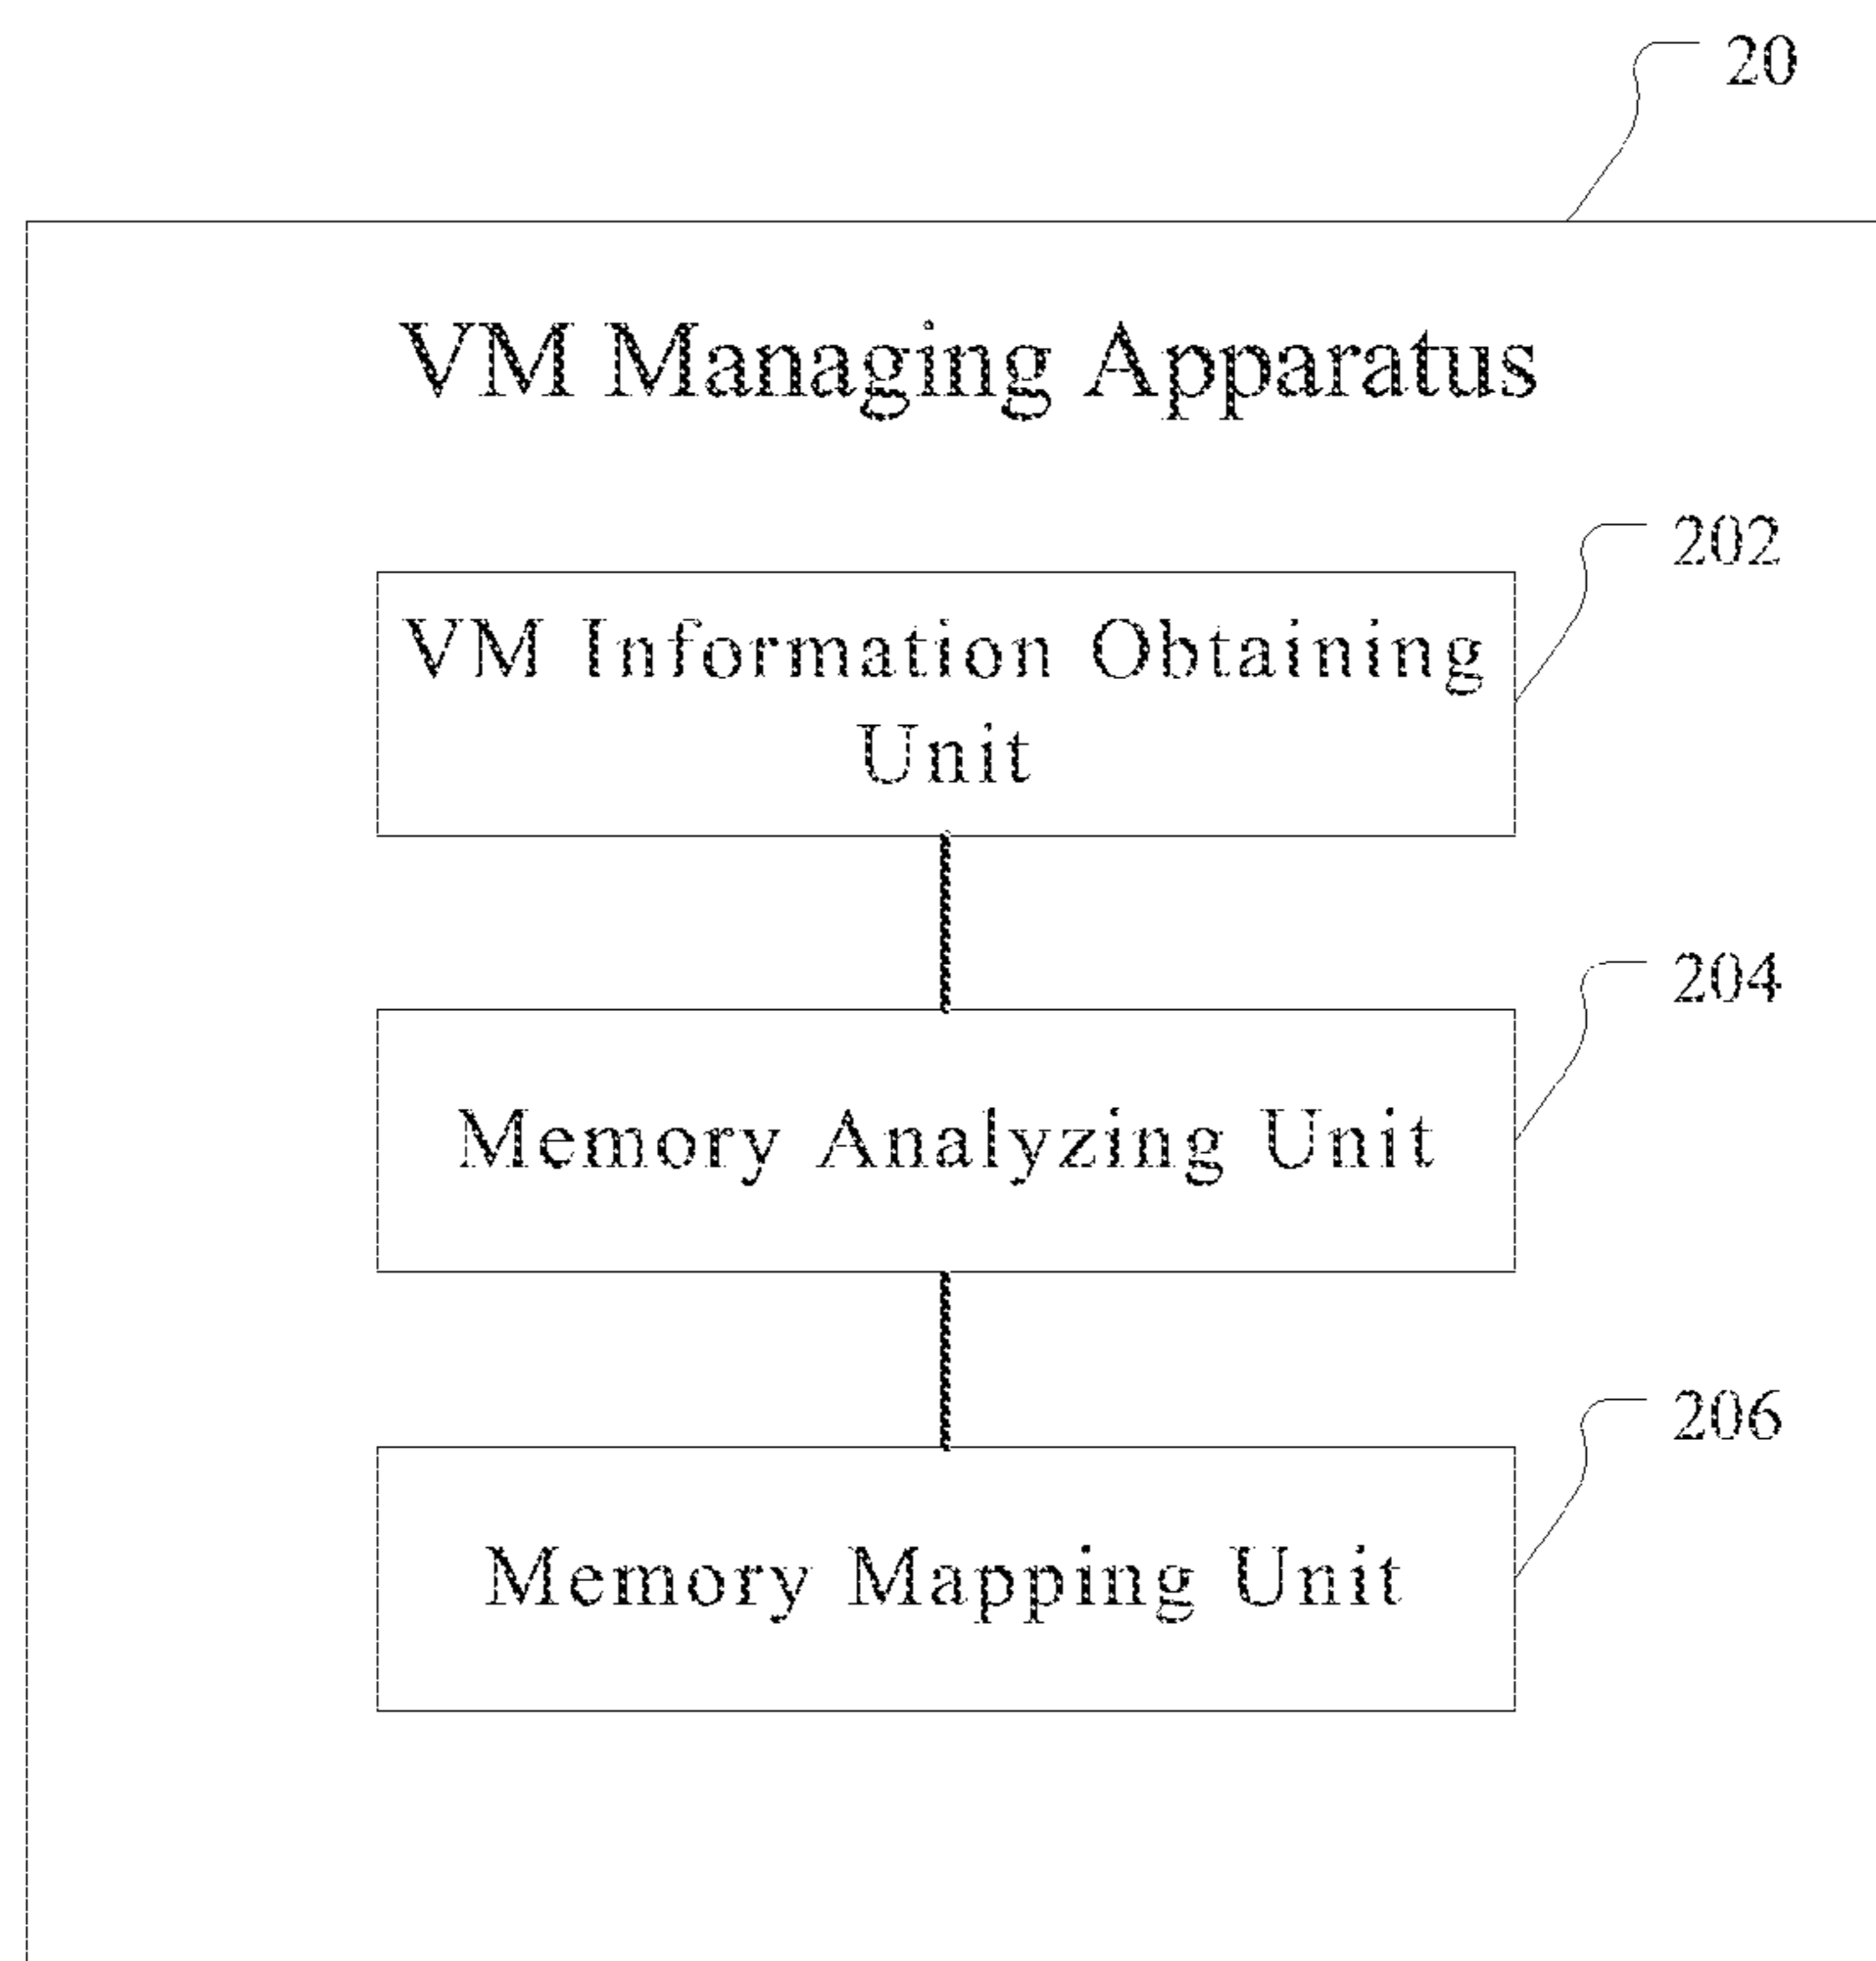 20
VM Managing Apparatus
202
VM Information Obtaining
Unit
204
Memory Analyzing Unit
206
Memory Mapping Unit